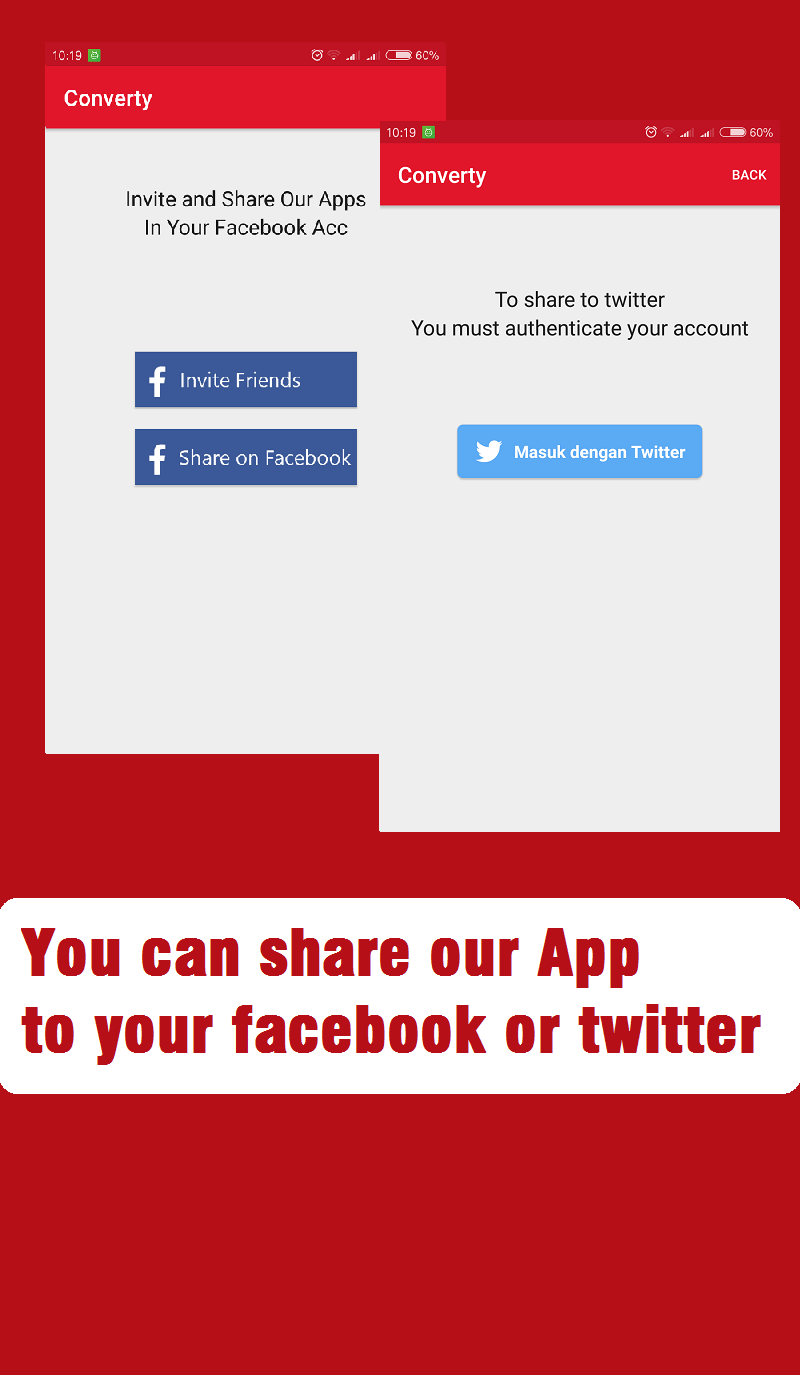 10:19 60%
Converty
Invite and Share Our Apps
In Your Facebook Acc
Invite Friends
Share on Facebook
10:19 60%
Converty BACK
To share to twitter
You must authenticate your account
Masuk dengan Twitter
You can share our App
to your facebook or twitter